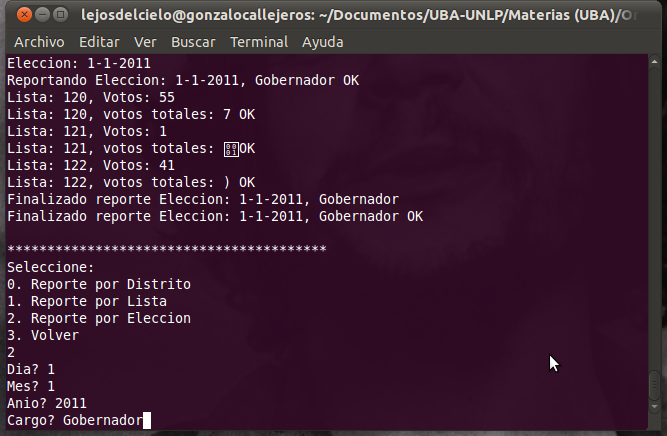 lejosdelcielo@gonzalocallejeros: ~/Documentos/UBA-UNLP/Materias (UBA)/Or
Archivo Editar Ver Buscar Terminal Ayuda
Eleccion: 1-1-2011
Reportando Eleccion: 1-1-2011, Gobernador OK
Lista: 120, Votos: 55
Lista: 120, votos totales: 7 OK
Lista: 121, Votos: 1
Lista: 121, votos totales: OK
Lista: 122, Votos: 41
Lista: 122, votos totales: ) OK
Finalizado reporte Eleccion: 1-1-2011, Gobernador
Finalizado reporte Eleccion: 1-1-2011, Gobernador OK
****************************************
Seleccione:
0. Reporte por Distrito
1. Reporte por Lista
2. Reporte por Eleccion
3. Volver
2
Dia? 1
Mes? 1
Anio? 2011
Cargo? Gobernador